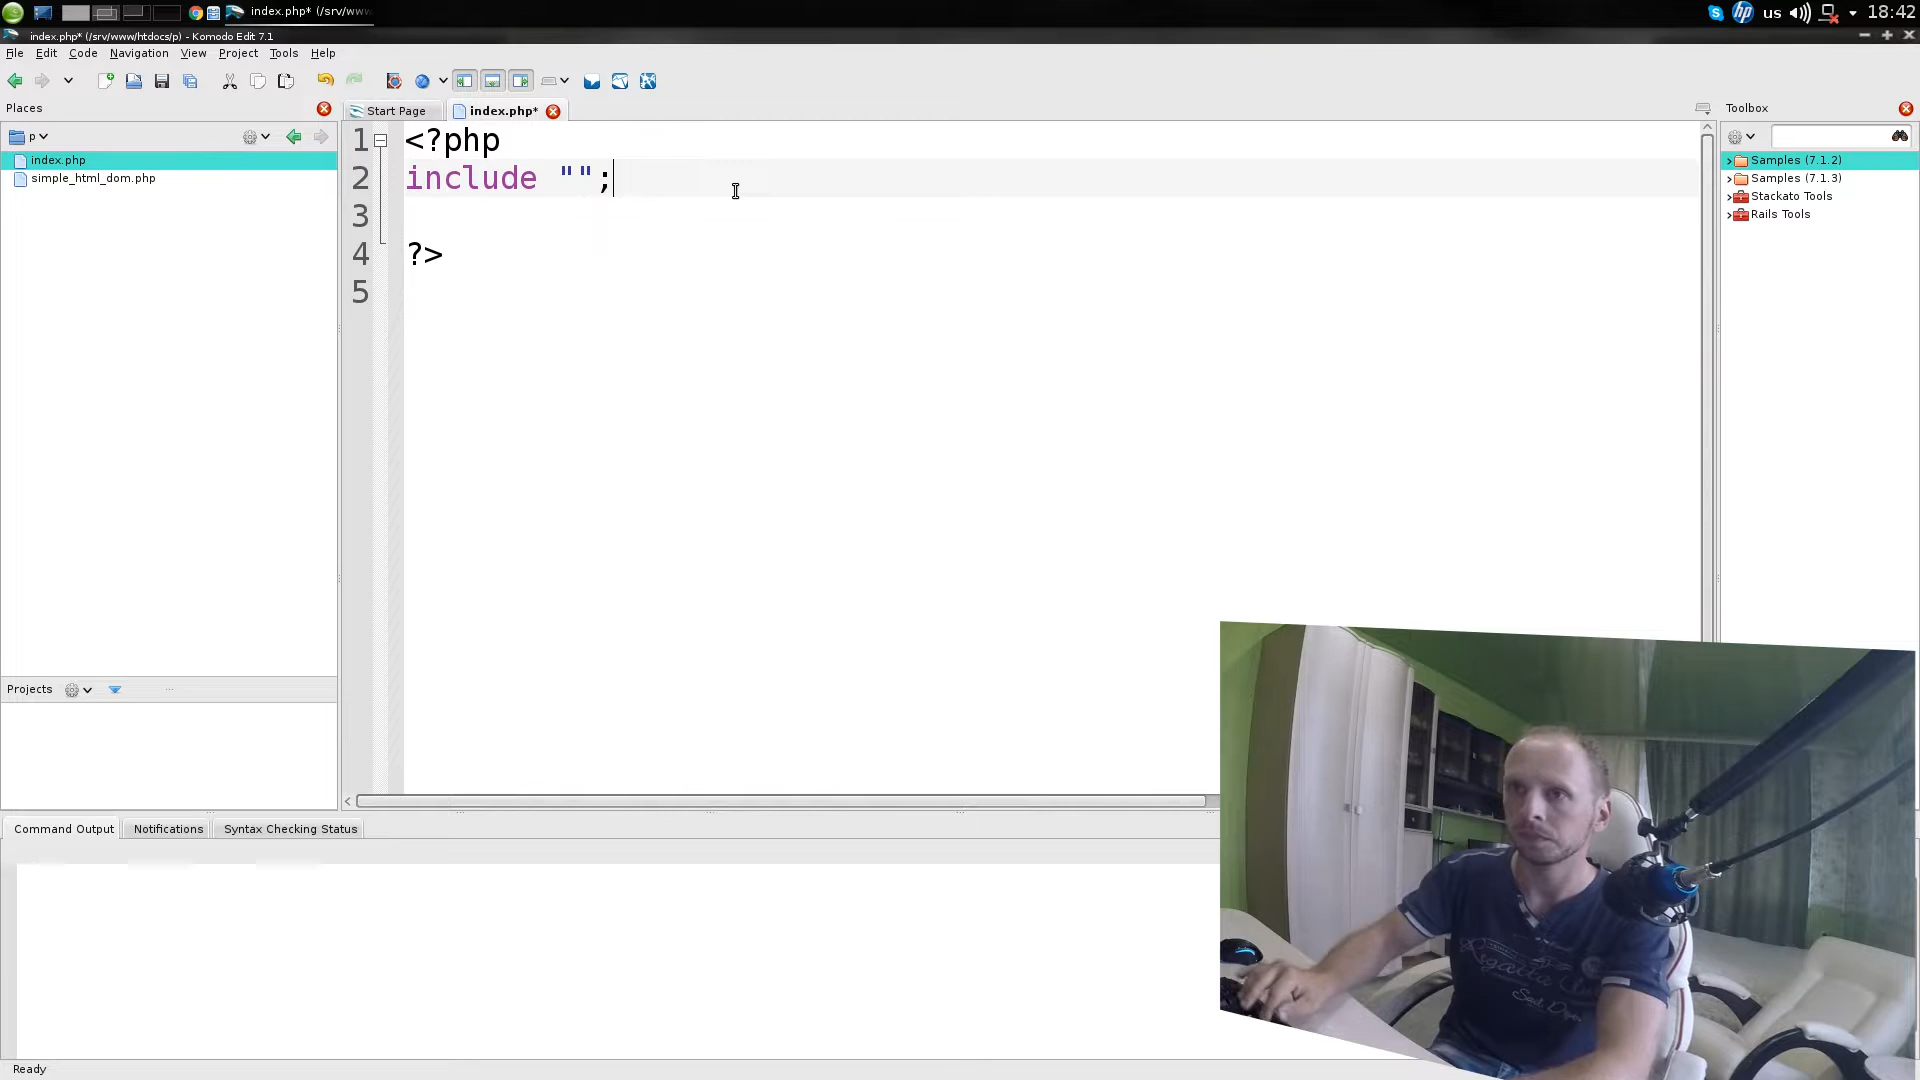 index.php* (/srv/www
us
18:42
index.php* (/srv/www/htdocs/p) - Komodo Edit 7.1
File Edit Code Navigation View Project Tools Help
Places
p
index.php
simple_html_dom.php
Projects
Start Page
index.php*
1 <?php
2 include "";
3
4 ?>
5
Toolbox
Samples (7.1.2)
Samples (7.1.3)
Stackato Tools
Rails Tools
Command Output
Notifications
Syntax Checking Status
Ready
hp
Regatta